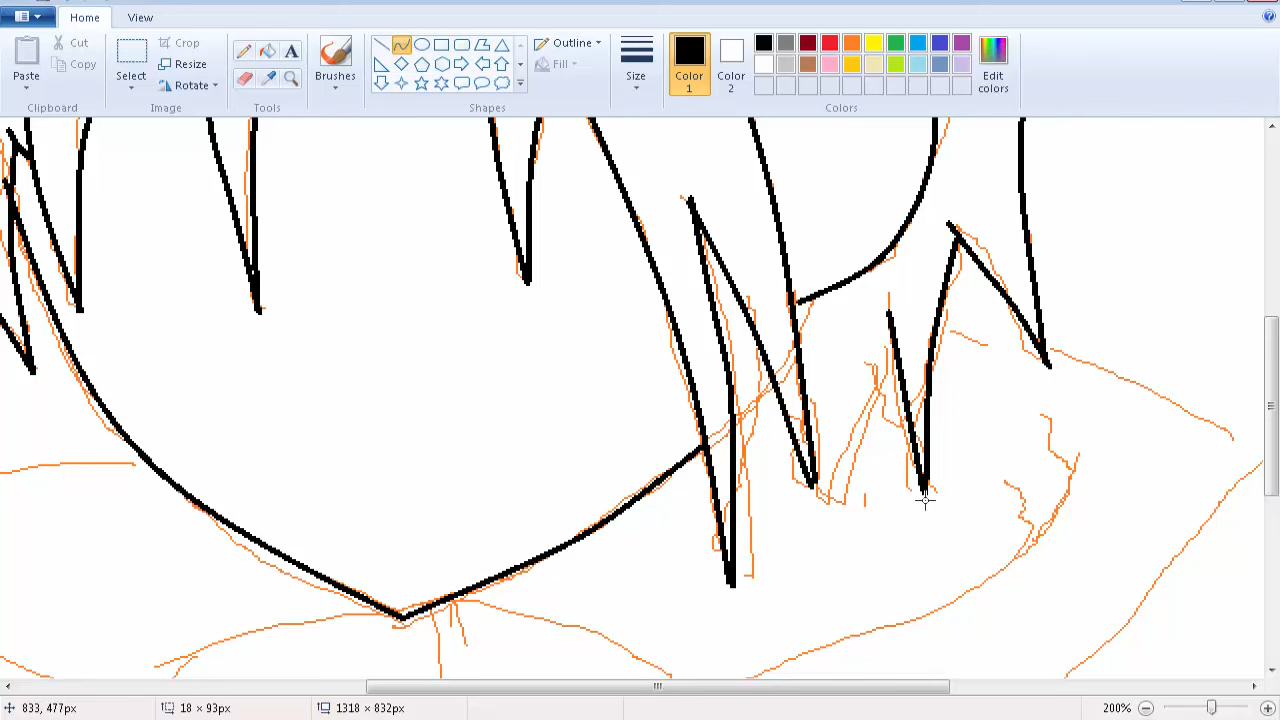 Home View
Paste
Cut
Copy
Clipboard
Select
Crop
Resize
Rotate
Image
A
Tools
Brushes
Outline
Fill
Shapes
Size
Color
1
Color
2
Edit
colors
Colors
833, 477px 18 × 93px 1318 × 832px 200%